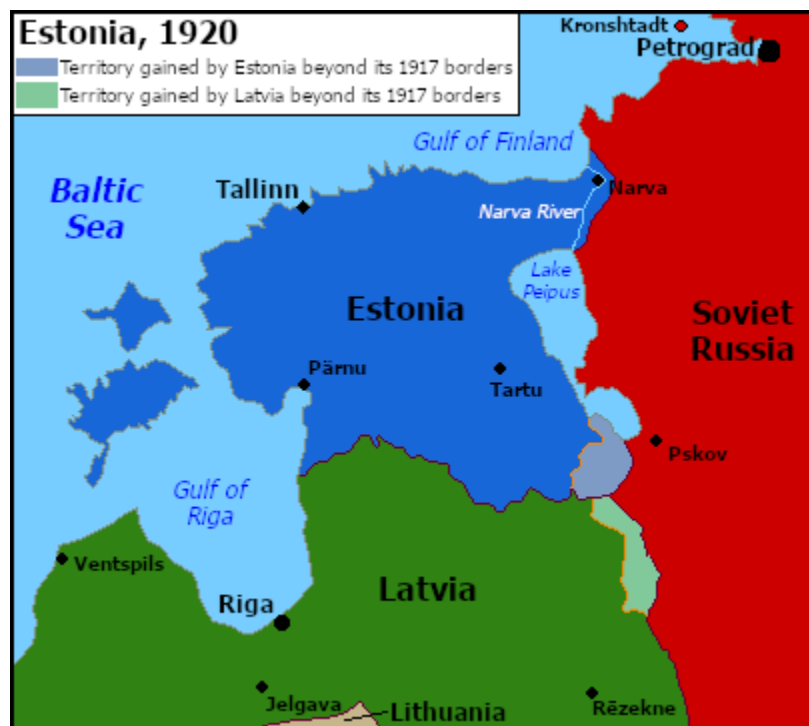 Estonia, 1920
Territory gained by Estonia beyond its 1917 borders
Territory gained by Latvia beyond its 1917 borders
Kronshtadt
Petrograd
Gulf of Finland
Baltic
Sea
Tallinn
Narva
Narva River
Lake
Peipus
Estonia
Soviet
Russia
Pärnu
Tartu
Pskov
Gulf of
Riga
Ventspils
Latvia
Riga
Jelgava
Lithuania
Rēzekne